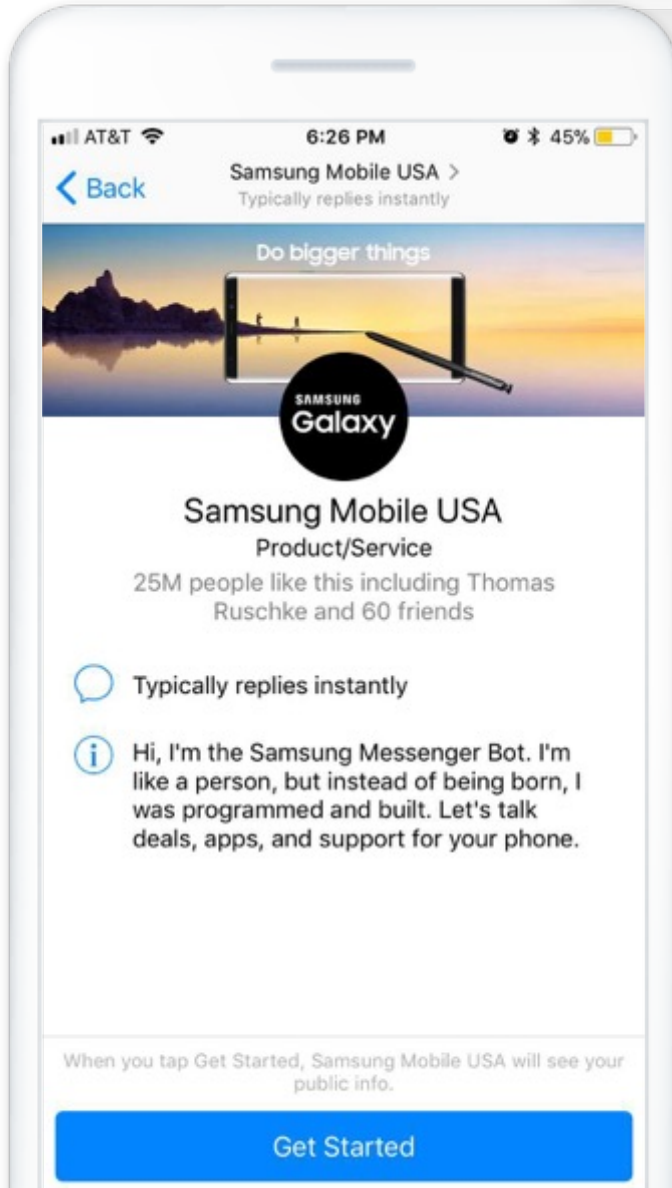 AT&T 6:26 PM 45%
Back Samsung Mobile USA >
Typically replies instantly
Do bigger things
SAMSUNG
Galaxy
Samsung Mobile USA
Product/Service
25M people like this including Thomas
Ruschke and 60 friends
Typically replies instantly
Hi, I'm the Samsung Messenger Bot. I'm
like a person, but instead of being born, I
was programmed and built. Let's talk
deals, apps, and support for your phone.
When you tap Get Started, Samsung Mobile USA will see your
public info.
Get Started